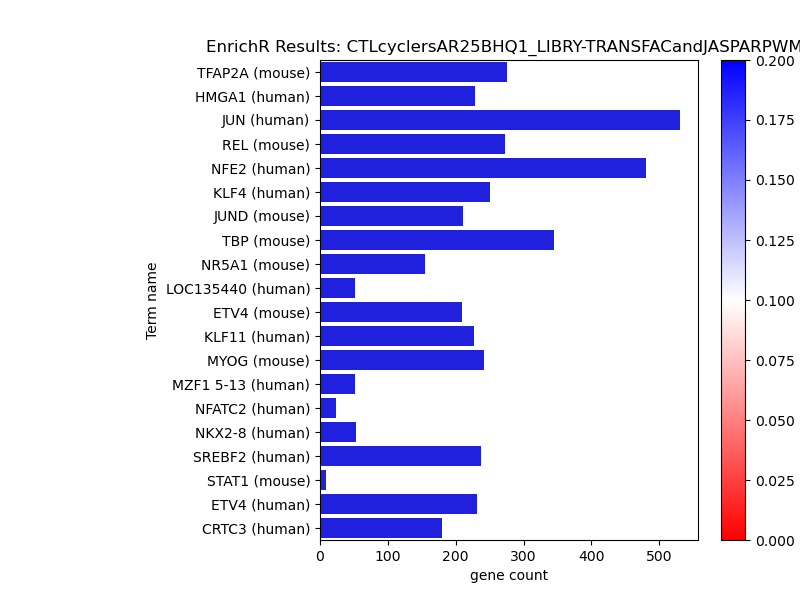 EnrichR Results: CTLcyclersAR25BHQ1_LIBRY-TRANSFACandJASPARPWM
TFAP2A (mouse)
HMGA1 (human)
JUN (human)
REL (mouse)
NFE2 (human)
KLF4 (human)
JUND (mouse)
TBP (mouse)
NR5A1 (mouse)
LOC135440 (human)
ETV4 (mouse)
KLF11 (human)
MYOG (mouse)
MZF1 5-13 (human)
NFATC2 (human)
NKX2-8 (human)
SREBF2 (human)
STAT1 (mouse)
ETV4 (human)
CRTC3 (human)
Term name
0 100 200 300 400 500
gene count
0.200
0.175
0.150
0.125
0.100
0.075
0.050
0.025
0.000